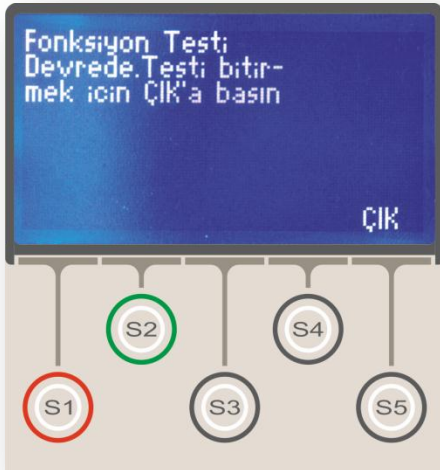 Fonksiyon Testi
Devrede.Testi bitir-
mek icin ÇIK'a basın
ÇIK
S2
S4
S1
S3
S5